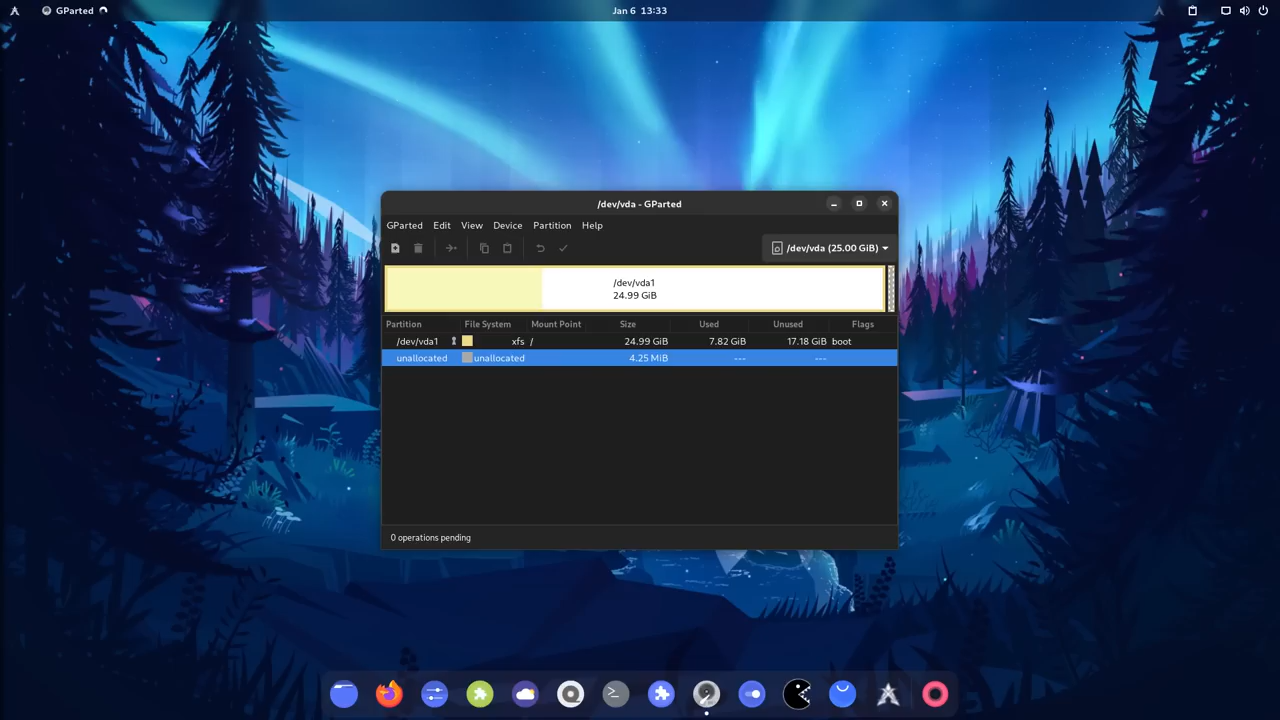 GParted
Jan 6 13:33
/dev/vda - GParted
GParted Edit View Device Partition Help
/dev/vda (25.00 GiB)
/dev/vda1
24.99 GiB
Partition File System Mount Point Size Used Unused Flags
/dev/vda1 xfs / 24.99 GiB 7.82 GiB 17.18 GiB boot
unallocated unallocated 4.25 MiB --- ---
0 operations pending